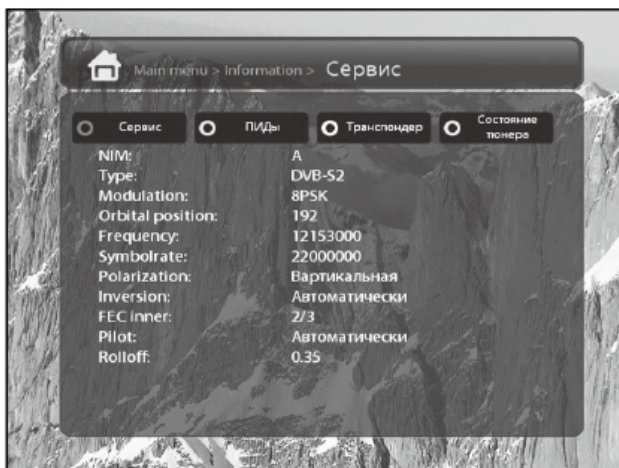 Main menu > Information > Сервис
Сервис ПИДы Транспондер Состояние тюнера
NIM: A
Type: DVB-S2
Modulation: 8PSK
Orbital position: 192
Frequency: 12153000
Symbolrate: 22000000
Polarization: Вартикальная
Inversion: Автоматически
FEC inner: 2/3
Pilot: Автоматически
Rolloff: 0.35